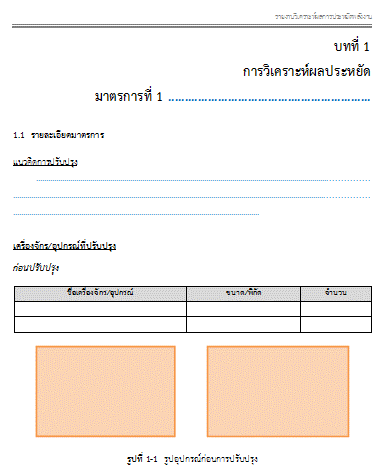 รายงานวิเคราะห์ผลการประหยัดพลังงาน
บทที่ 1
การวิเคราะห์ผลประหยัด
มาตรการที่ 1 ................................................................
1.1 รายละเอียดมาตรการ
แนวคิดการปรับปรุง
เครื่องจักร/อุปกรณ์ที่ปรับปรุง
ก่อนปรับปรุง
ชื่อเครื่องจักร/อุปกรณ์ ขนาด/พิกัด จำนวน
รูปที่ 1-1 รูปอุปกรณ์ก่อนการปรับปรุง